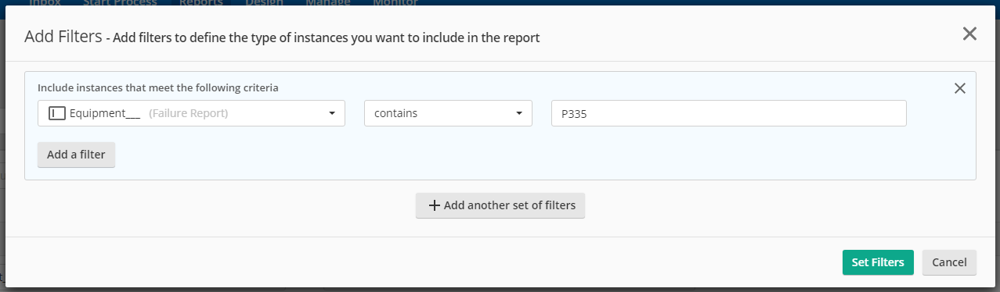 Inbox Start Process Reports Design Manage Monitor
Add Filters - Add filters to define the type of instances you want to include in the report
Include instances that meet the following criteria
Equipment___ (Failure Report) contains P335
Add a filter
Add another set of filters
Set Filters Cancel